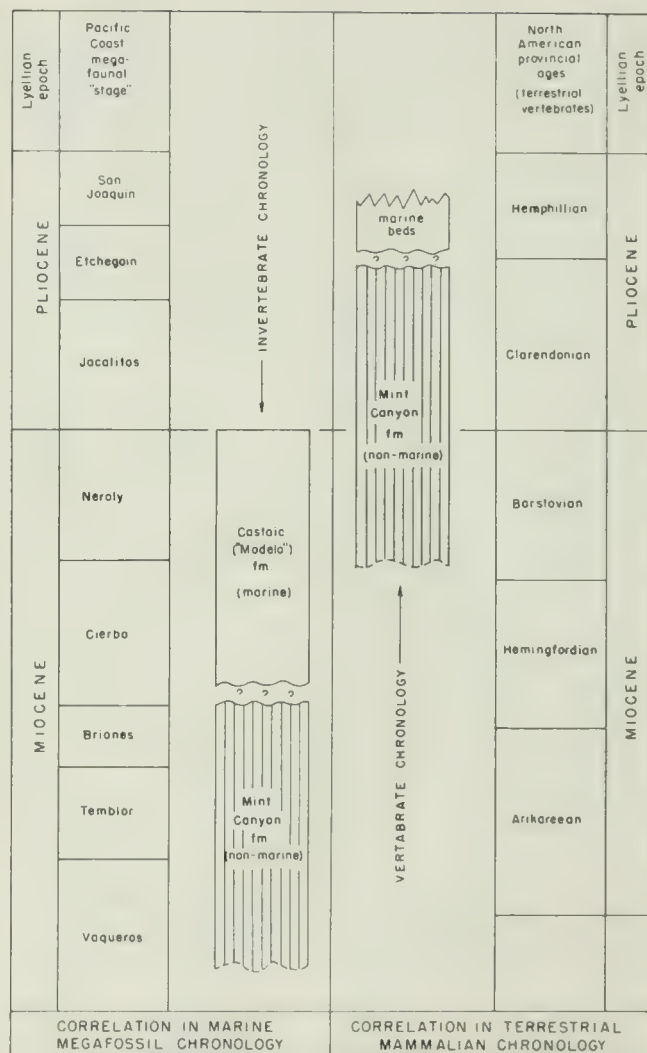 Lyellian
epoch
Pacific
Coast
mega-
faunal
"stage"
North
American
provincial
ages
(terrestrial
vertebrates)
Lyellian
epoch
PLIOCENE
San
Joaquin
Etchegoin
Jacalitos
MIOCENE
Neroly
Cierbo
Briones
Temblor
Vaqueros
INVERTEBRATE CHRONOLOGY
Castaic
("Modelo")
fm
(marine)
? ? ?
Mint
Canyon
fm
(non-marine)
marine
beds
? ? ?
Mint
Canyon
fm
(non-marine)
VERTABRATE CHRONOLOGY
Hemphillian
Clarendonian
Barstovian
Hemingfordian
Arikareean
PLIOCENE
MIOCENE
CORRELATION IN MARINE
MEGAFOSSIL CHRONOLOGY
CORRELATION IN TERRESTRIAL
MAMMALIAN CHRONOLOGY